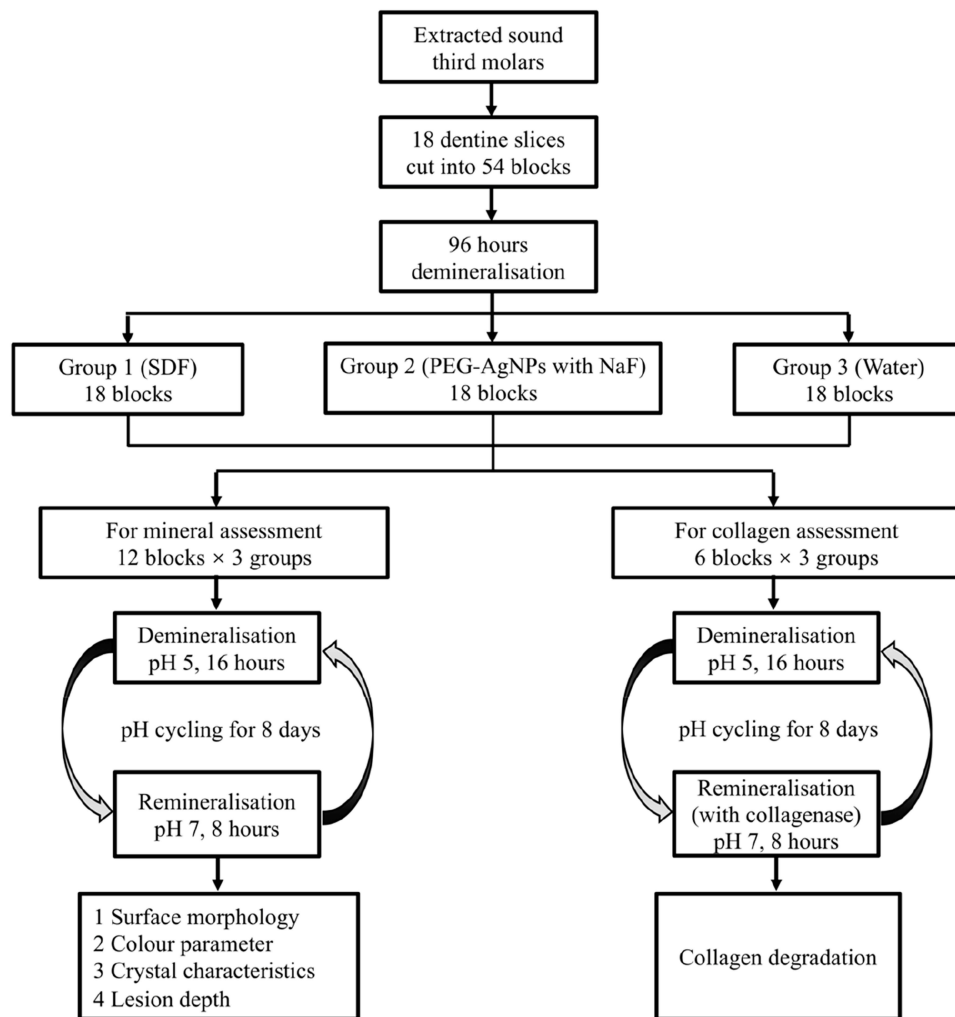 Extracted sound
third molars
18 dentine slices
cut into 54 blocks
96 hours
demineralisation
Group 1 (SDF)
18 blocks
Group 2 (PEG-AgNPs with NaF)
18 blocks
Group 3 (Water)
18 blocks
For mineral assessment
12 blocks × 3 groups
For collagen assessment
6 blocks × 3 groups
Demineralisation
pH 5, 16 hours
pH cycling for 8 days
Remineralisation
pH 7, 8 hours
Demineralisation
pH 5, 16 hours
pH cycling for 8 days
Remineralisation
(with collagenase)
pH 7, 8 hours
1 Surface morphology
2 Colour parameter
3 Crystal characteristics
4 Lesion depth
Collagen degradation